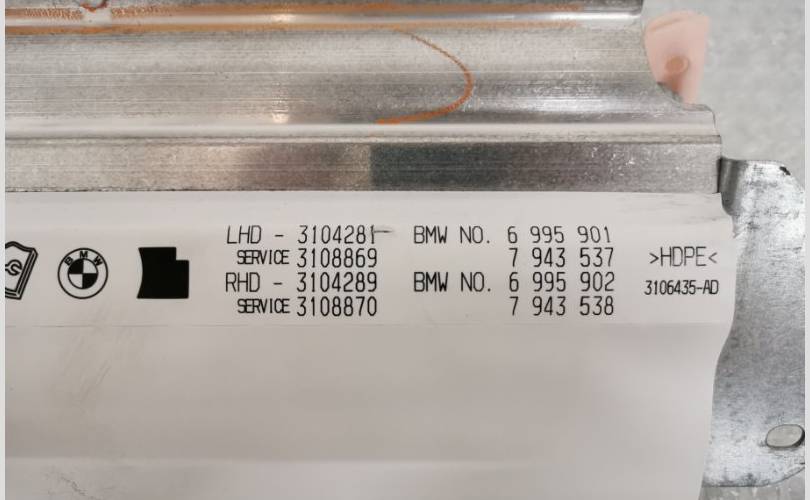 LHD - 3104281 BMW NO. 6 995 901
SERVICE 3108869 7 943 537
RHD - 3104289 BMW NO. 6 995 902
SERVICE 3108870 7 943 538
>HDPE<
3106435-AD
BMW